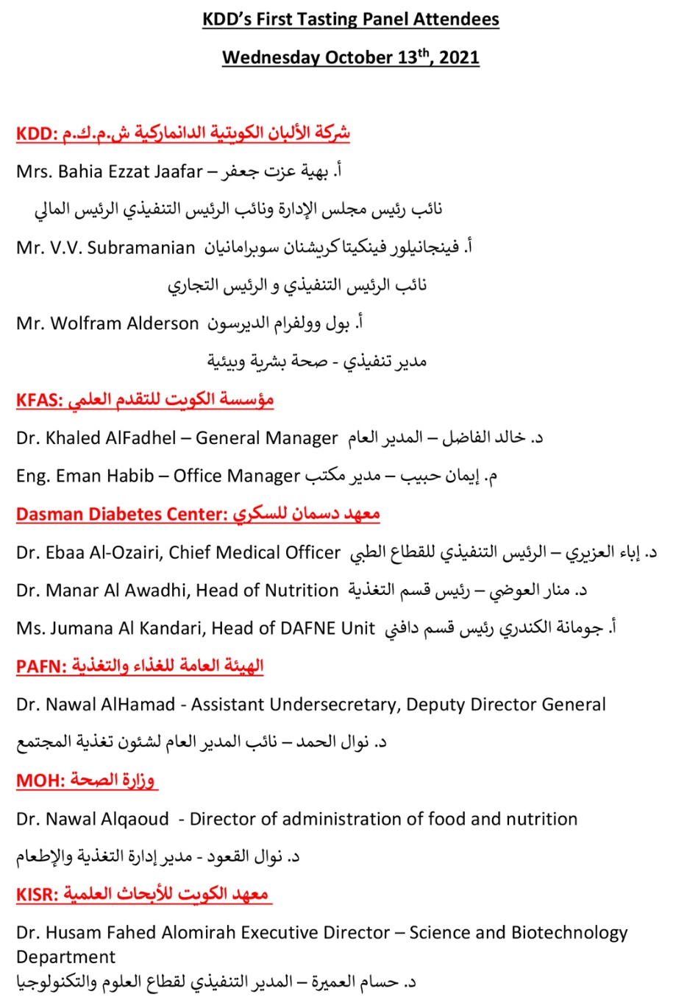 KDD’s First Tasting Panel Attendees
Wednesday October 13th, 2021
KDD: شركة الألبان الكويتية الدانماركية ش.م.ك.م
Mrs. Bahia Ezzat Jaafar – أ. بهية عزت جعفر
نائب رئيس مجلس الإدارة ونائب الرئيس التنفيذي الرئيس المالي
Mr. V.V. Subramanian أ. فينجانيلور فينكيتا كريشنان سوبرامانيان
نائب الرئيس التنفيذي و الرئيس التجاري
Mr. Wolfram Alderson أ. بول وولفرام الديرسون
مدير تنفيذي - صحة بشرية وبيئية
KFAS: مؤسسة الكويت للتقدم العلمي
Dr. Khaled AlFadhel – General Manager د. خالد الفاضل – المدير العام
Eng. Eman Habib – Office Manager م. إيمان حبيب – مدير مكتب
Dasman Diabetes Center: معهد دسمان للسكري
Dr. Ebaa Al-Ozairi, Chief Medical Officer د. إباء العزيري – الرئيس التنفيذي للقطاع الطبي
Dr. Manar Al Awadhi, Head of Nutrition د. منار العوضي – رئيس قسم التغذية
Ms. Jumana Al Kandari, Head of DAFNE Unit أ. جومانة الكندري رئيس قسم دافني
PAFN: الهيئة العامة للغذاء والتغذية
Dr. Nawal AlHamad - Assistant Undersecretary, Deputy Director General
د. نوال الحمد – نائب المدير العام لشئون تغذية المجتمع
MOH: وزارة الصحة
Dr. Nawal Alqaoud - Director of administration of food and nutrition
د. نوال القعود - مدير إدارة التغذية والإطعام
KISR: معهد الكويت للأبحاث العلمية
Dr. Husam Fahed Alomirah Executive Director – Science and Biotechnology
Department
د. حسام العميرة – المدير التنفيذي لقطاع العلوم والتكنولوجيا